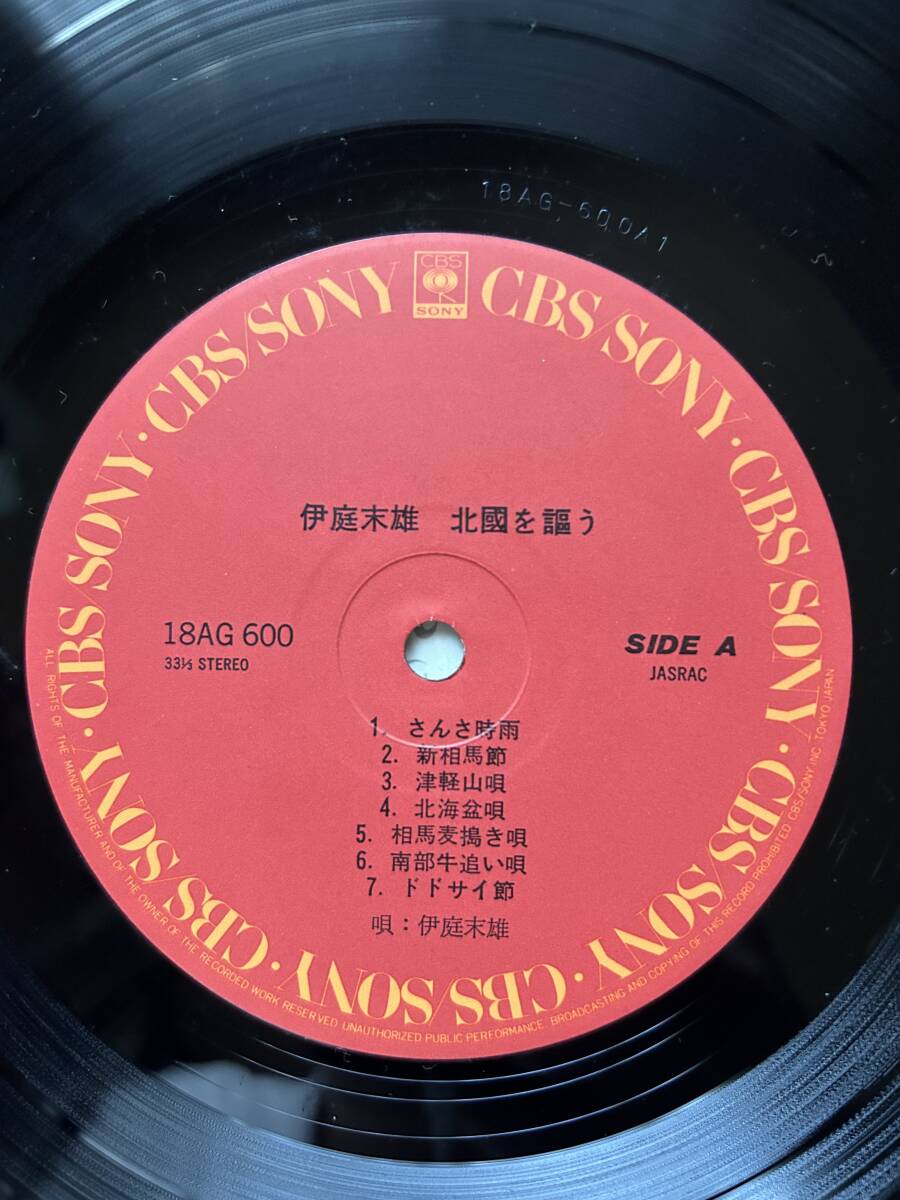 18AG-600A1
CBS
SONY
CBS/SONY · CBS/SONY · CBS/SONY · CBS/SONY · CBS/SONY · CBS/SONY · CBS/SONY · CBS/SONY
伊庭末雄 北國を謳う
18AG 600
33⅓ STEREO
SIDE A
JASRAC
1. さんさ時雨
2. 新相馬節
3. 津軽山唄
4. 北海盆唄
5. 相馬麦搗き唄
6. 南部牛追い唄
7. ドドサイ節
唄：伊庭末雄
ALL RIGHTS OF THE MANUFACTURER AND OF THE OWNER OF THE RECORDED WORK RESERVED UNAUTHORIZED PUBLIC PERFORMANCE BROADCASTING AND COPYING OF THIS RECORD PROHIBITED CBS/SONY INC. TOKYO JAPAN